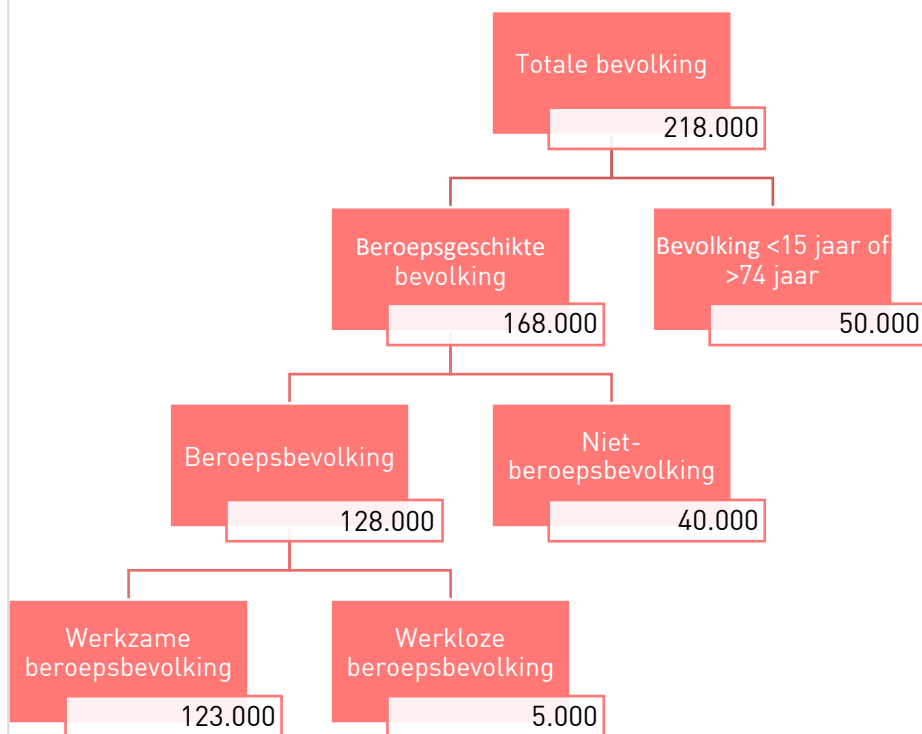 Totale bevolking
218.000
Beroepsgeschikte
bevolking
168.000
Bevolking <15 jaar of
>74 jaar
50.000
Beroepsbevolking
128.000
Niet-
beroepsbevolking
40.000
Werkzame
beroepsbevolking
123.000
Werkloze
beroepsbevolking
5.000